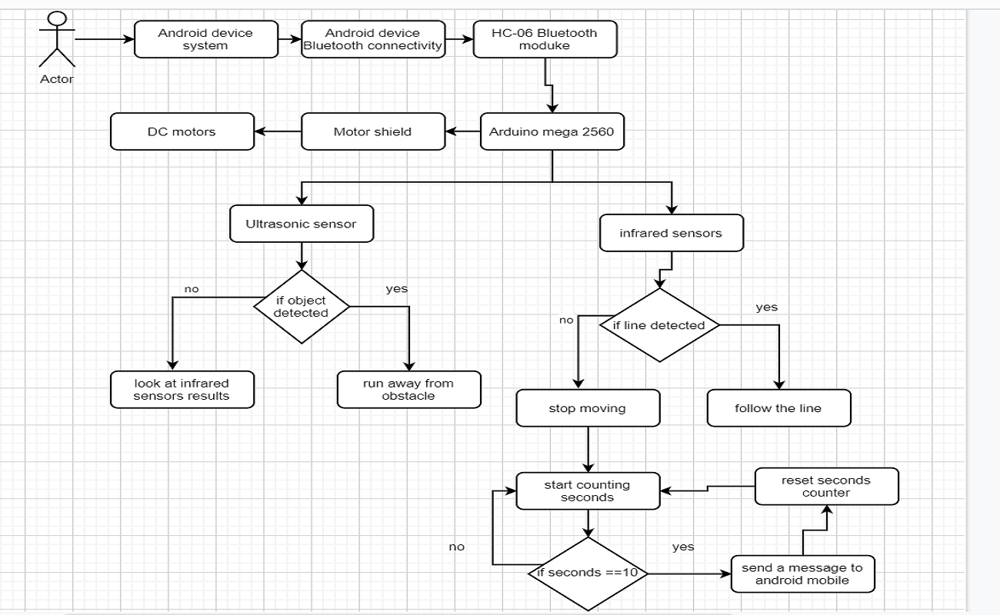 Android device
system
Android device
Bluetooth connectivity
HC-06 Bluetooth
moduke
Actor
DC motors
Motor shield
Arduino mega 2560
Ultrasonic sensor
infrared sensors
no
if object
detected
yes
no
if line detected
yes
look at infrared
sensors results
run away from
obstacle
stop moving
follow the line
start counting
seconds
reset seconds
counter
no
if seconds ==10
yes
send a message to
android mobile